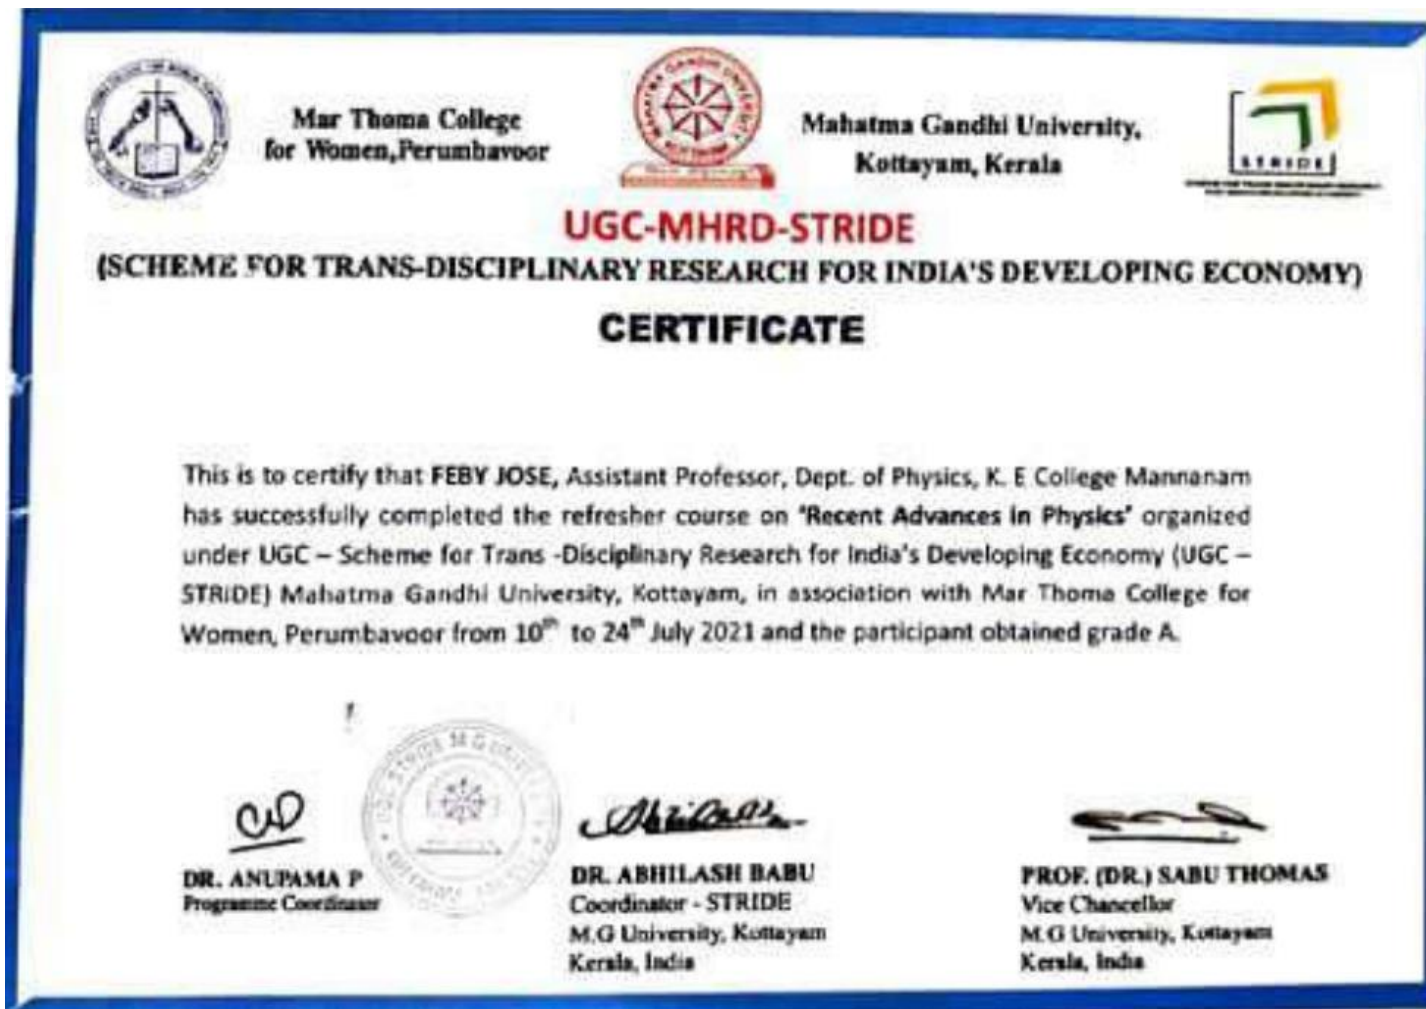 Mar Thoma College
for Women, Perumbavoor
MAHATMA GANDHI UNIVERSITY
KOTTAYAM
Mahatma Gandhi University,
Kottayam, Kerala
STRIDE
UGC-MHRD-STRIDE
(SCHEME FOR TRANS-DISCIPLINARY RESEARCH FOR INDIA'S DEVELOPING ECONOMY)
CERTIFICATE
This is to certify that FEBY JOSE, Assistant Professor, Dept. of Physics, K. E College Mannanam
has successfully completed the refresher course on 'Recent Advances in Physics' organized
under UGC – Scheme for Trans -Disciplinary Research for India's Developing Economy (UGC –
STRIDE) Mahatma Gandhi University, Kottayam, in association with Mar Thoma College for
Women, Perumbavoor from 10th to 24th July 2021 and the participant obtained grade A.
DR. ANUPAMA P
Programme Coordinator
DR. ABHILASH BABU
Coordinator - STRIDE
M.G University, Kottayam
Kerala, India
PROF. (DR.) SABU THOMAS
Vice Chancellor
M.G University, Kottayam
Kerala, India